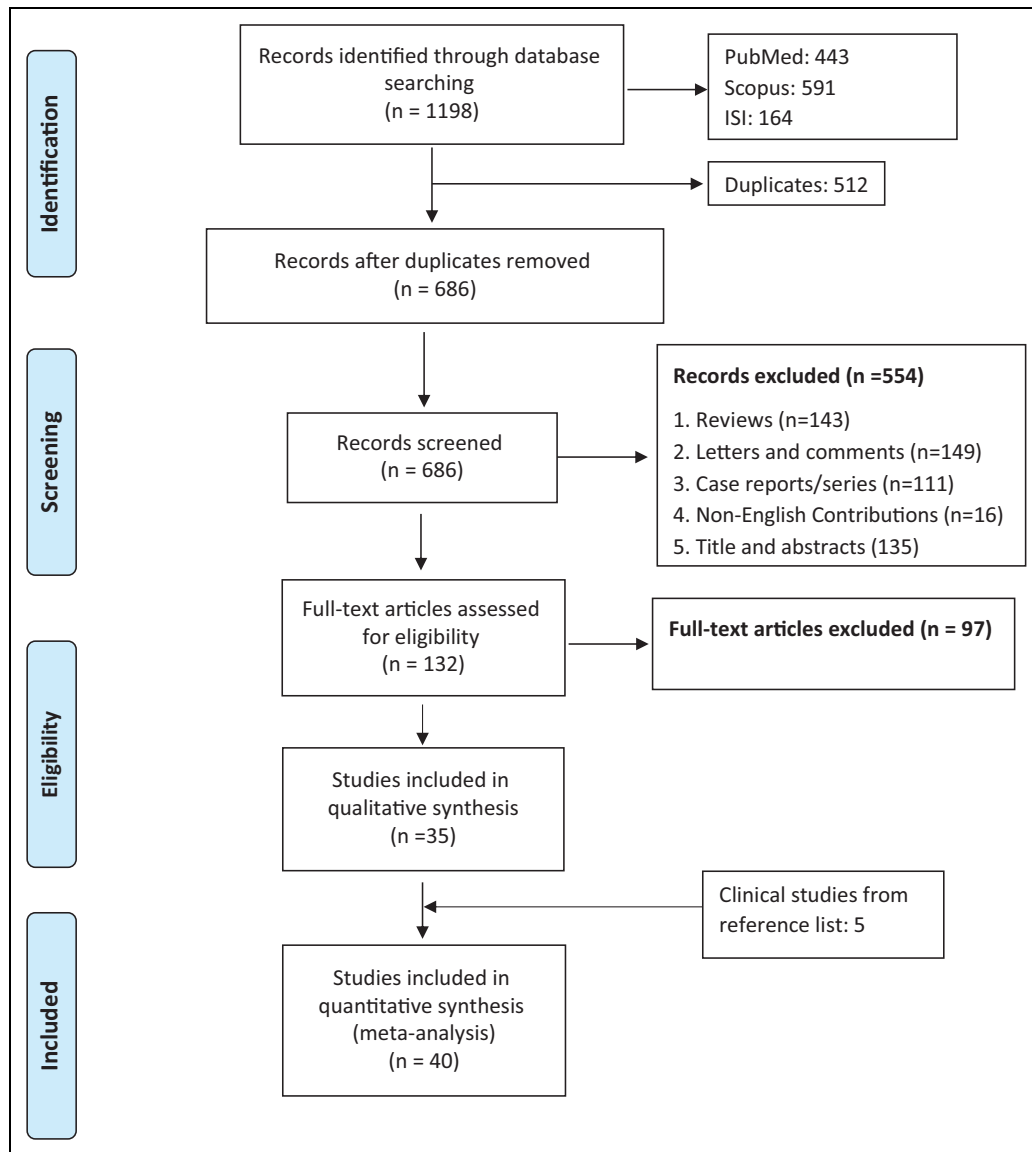 Identification
Records identified through database
searching
(n = 1198)
PubMed: 443
Scopus: 591
ISI: 164
Duplicates: 512
Records after duplicates removed
(n = 686)
Screening
Records screened
(n = 686)
Records excluded (n =554)
1. Reviews (n=143)
2. Letters and comments (n=149)
3. Case reports/series (n=111)
4. Non-English Contributions (n=16)
5. Title and abstracts (135)
Eligibility
Full-text articles assessed
for eligibility
(n = 132)
Full-text articles excluded (n = 97)
Studies included in
qualitative synthesis
(n =35)
Included
Clinical studies from
reference list: 5
Studies included in
quantitative synthesis
(meta-analysis)
(n = 40)